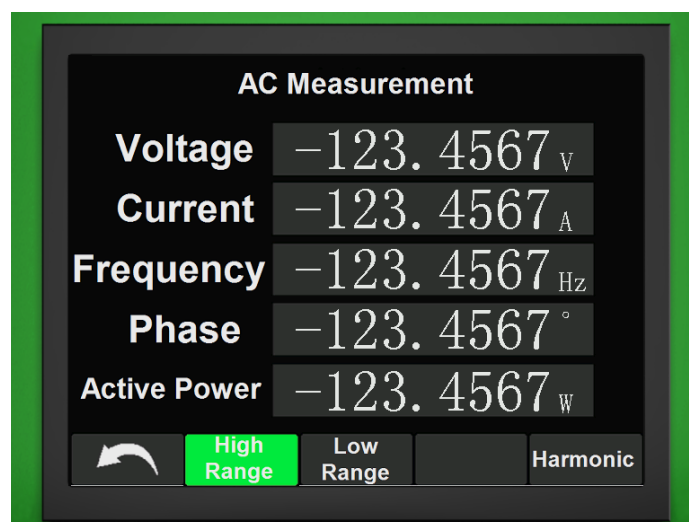 AC Measurement
Voltage -123.4567 V
Current -123.4567 A
Frequency -123.4567 Hz
Phase -123.4567 °
Active Power -123.4567 W
High Range Low Range Harmonic